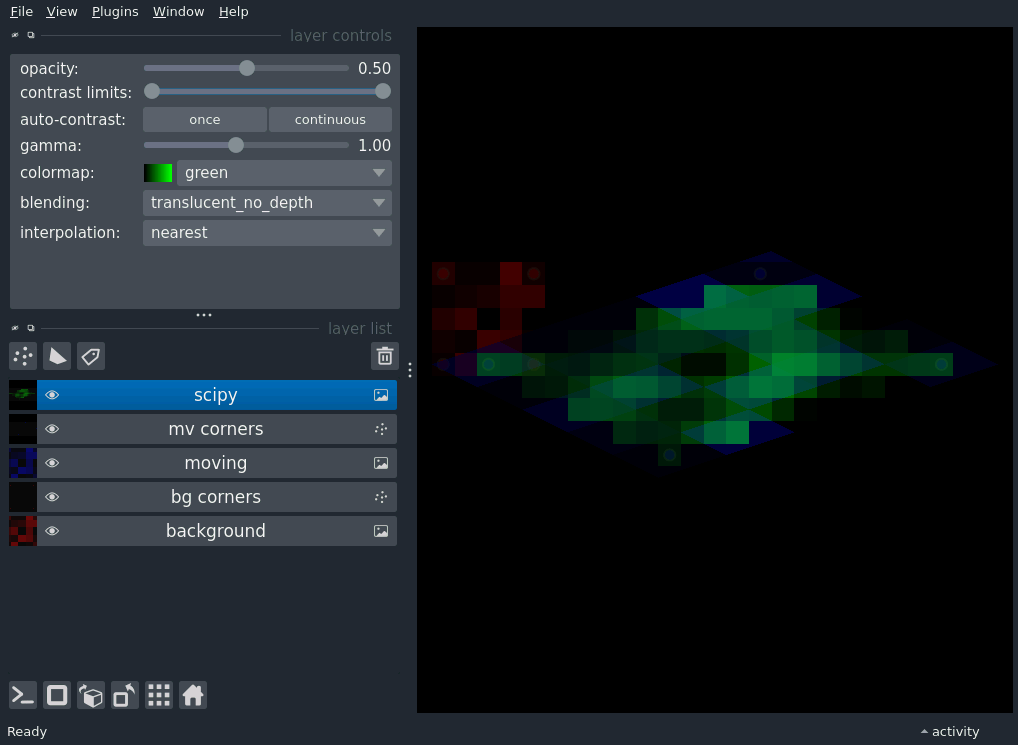 File View Plugins Window Help
layer controls
opacity: 0.50
contrast limits:
auto-contrast: once continuous
gamma: 1.00
colormap: green
blending: translucent_no_depth
interpolation: nearest
layer list
scipy
mv corners
moving
bg corners
background
Ready activity